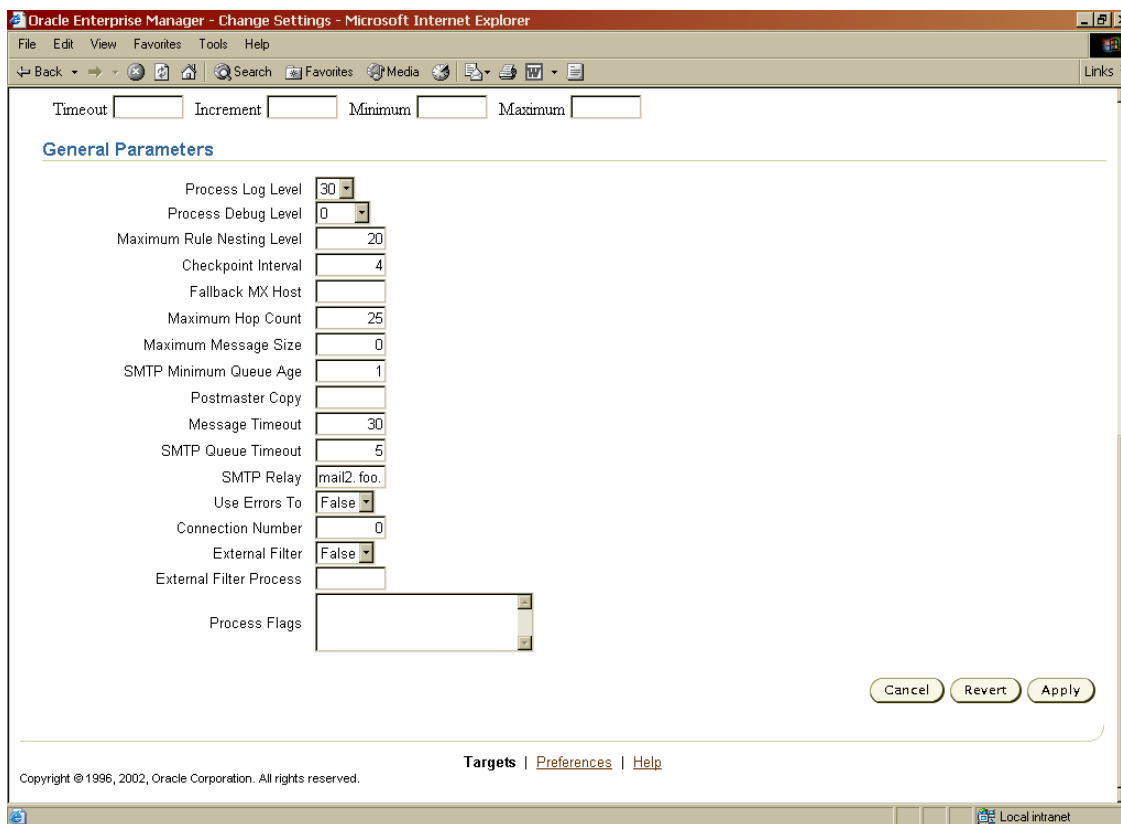 Oracle Enterprise Manager - Change Settings - Microsoft Internet Explorer
File Edit View Favorites Tools Help
Back Search Favorites Media Links
Timeout Increment Minimum Maximum
General Parameters
Process Log Level 30
Process Debug Level 0
Maximum Rule Nesting Level 20
Checkpoint Interval 4
Fallback MX Host
Maximum Hop Count 25
Maximum Message Size 0
SMTP Minimum Queue Age 1
Postmaster Copy
Message Timeout 30
SMTP Queue Timeout 5
SMTP Relay mail2.foo.
Use Errors To False
Connection Number 0
External Filter False
External Filter Process
Process Flags
Cancel Revert Apply
Targets | Preferences | Help
Copyright © 1996, 2002, Oracle Corporation. All rights reserved.
Local intranet